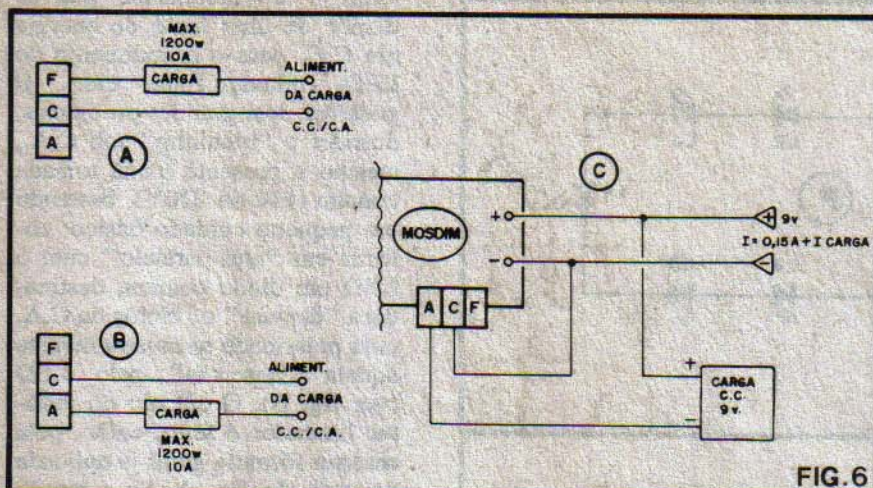 MAX.
1200w
10A
F
CARGA
ALIMENT.
DA CARGA
C
C.C./C.A.
A
A
C
MOSDIM
+
+
9v
I = 0,15A + I CARGA
-
-
A C F
B
F
C
ALIMENT.
DA CARGA
A
CARGA
C.C./C.A.
MAX.
1200w
10A
+
CARGA
C.C.
9v.
-
FIG.6